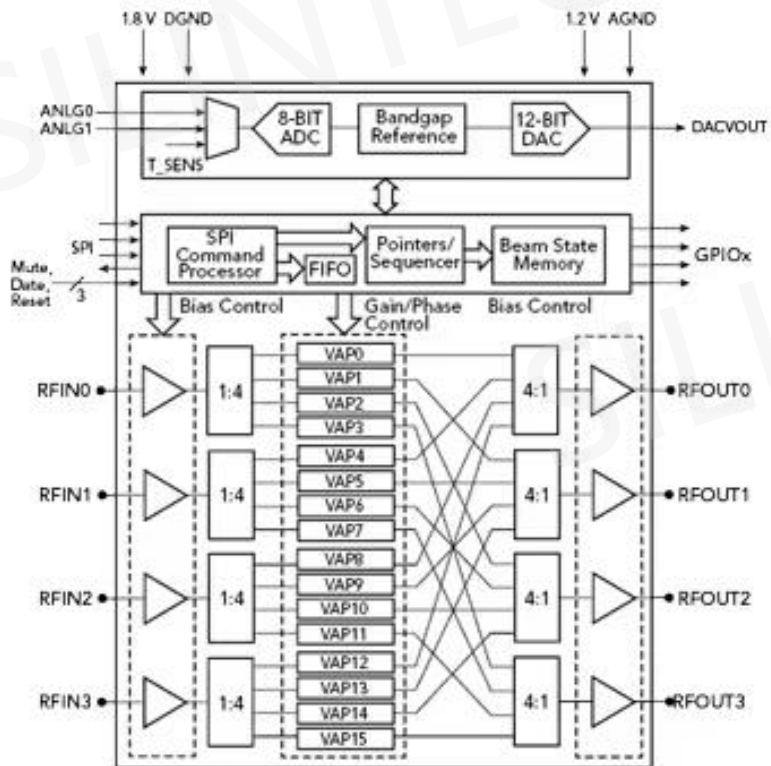 1.8 V DGND
1.2 V AGND
ANLG0
ANLG1
T_SENS
8-BIT
ADC
Bandgap
Reference
12-BIT
DAC
DACVOUT
SPI
Mute,
Date,
Reset
3
SPI
Command
Processor
FIFO
Pointers/
Sequencer
Beam State
Memory
GPIOx
Bias Control
Gain/Phase
Control
Bias Control
RFIN0
1:4
VAP0
VAP1
VAP2
VAP3
4:1
RFOUT0
RFIN1
1:4
VAP4
VAP5
VAP6
VAP7
4:1
RFOUT1
RFIN2
1:4
VAP8
VAP9
VAP10
VAP11
4:1
RFOUT2
RFIN3
1:4
VAP12
VAP13
VAP14
VAP15
4:1
RFOUT3